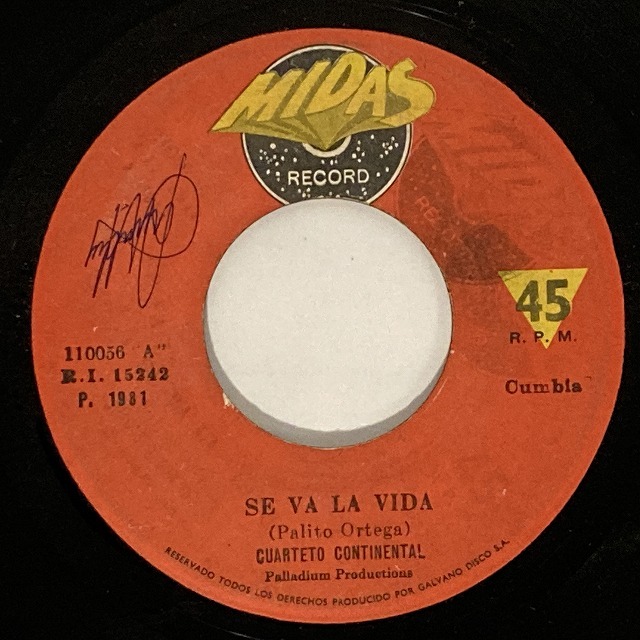 MIDAS
RECORD
45
R. P. M.
110056 "A"
R.I. 15242
P. 1981
Cumbia
SE VA LA VIDA
(Palito Ortega)
CUARTETO CONTINENTAL
Palladium Productions
RESERVADO TODOS LOS DERECHOS PRODUCIDO POR GALVANO DISCO S.A.